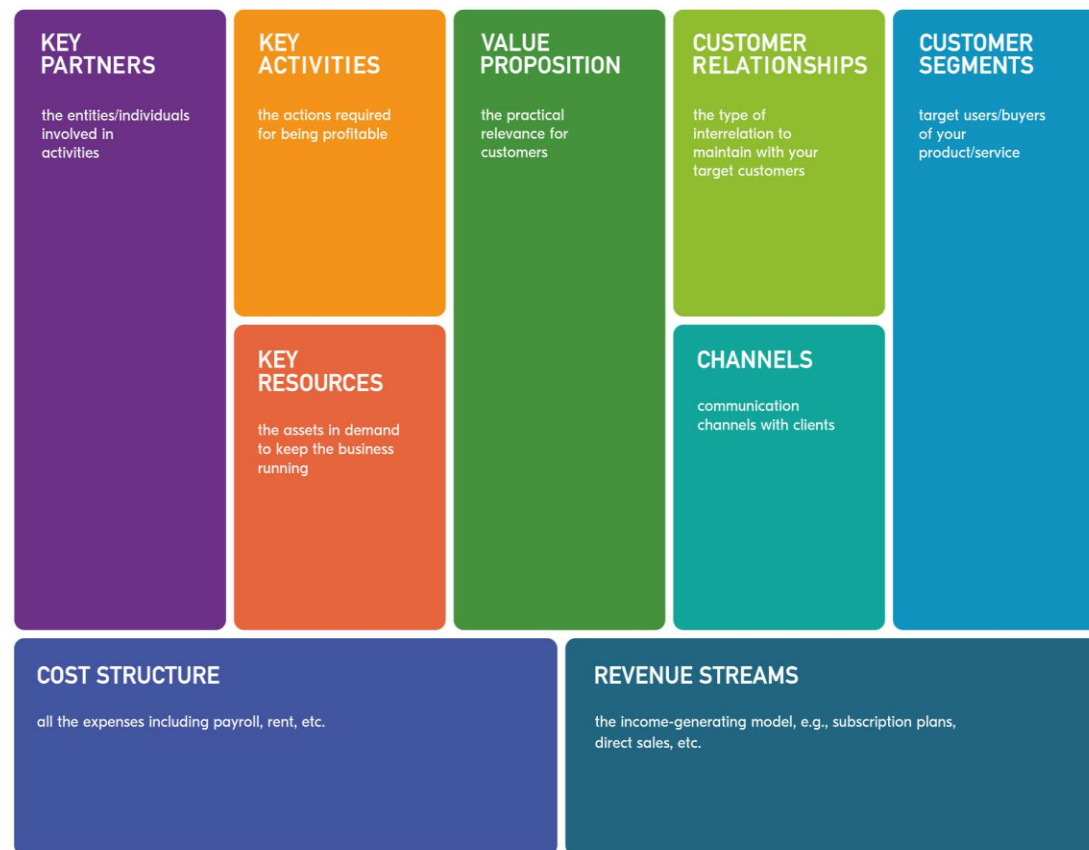 KEY
PARTNERS
the entities/individuals
involved in
activities
KEY
ACTIVITIES
the actions required
for being profitable
KEY
RESOURCES
the assets in demand
to keep the business
running
VALUE
PROPOSITION
the practical
relevance for
customers
CUSTOMER
RELATIONSHIPS
the type of
interrelation to
maintain with your
target customers
CHANNELS
communication
channels with clients
CUSTOMER
SEGMENTS
target users/buyers
of your
product/service
COST STRUCTURE
all the expenses including payroll, rent, etc.
REVENUE STREAMS
the income-generating model, e.g., subscription plans,
direct sales, etc.